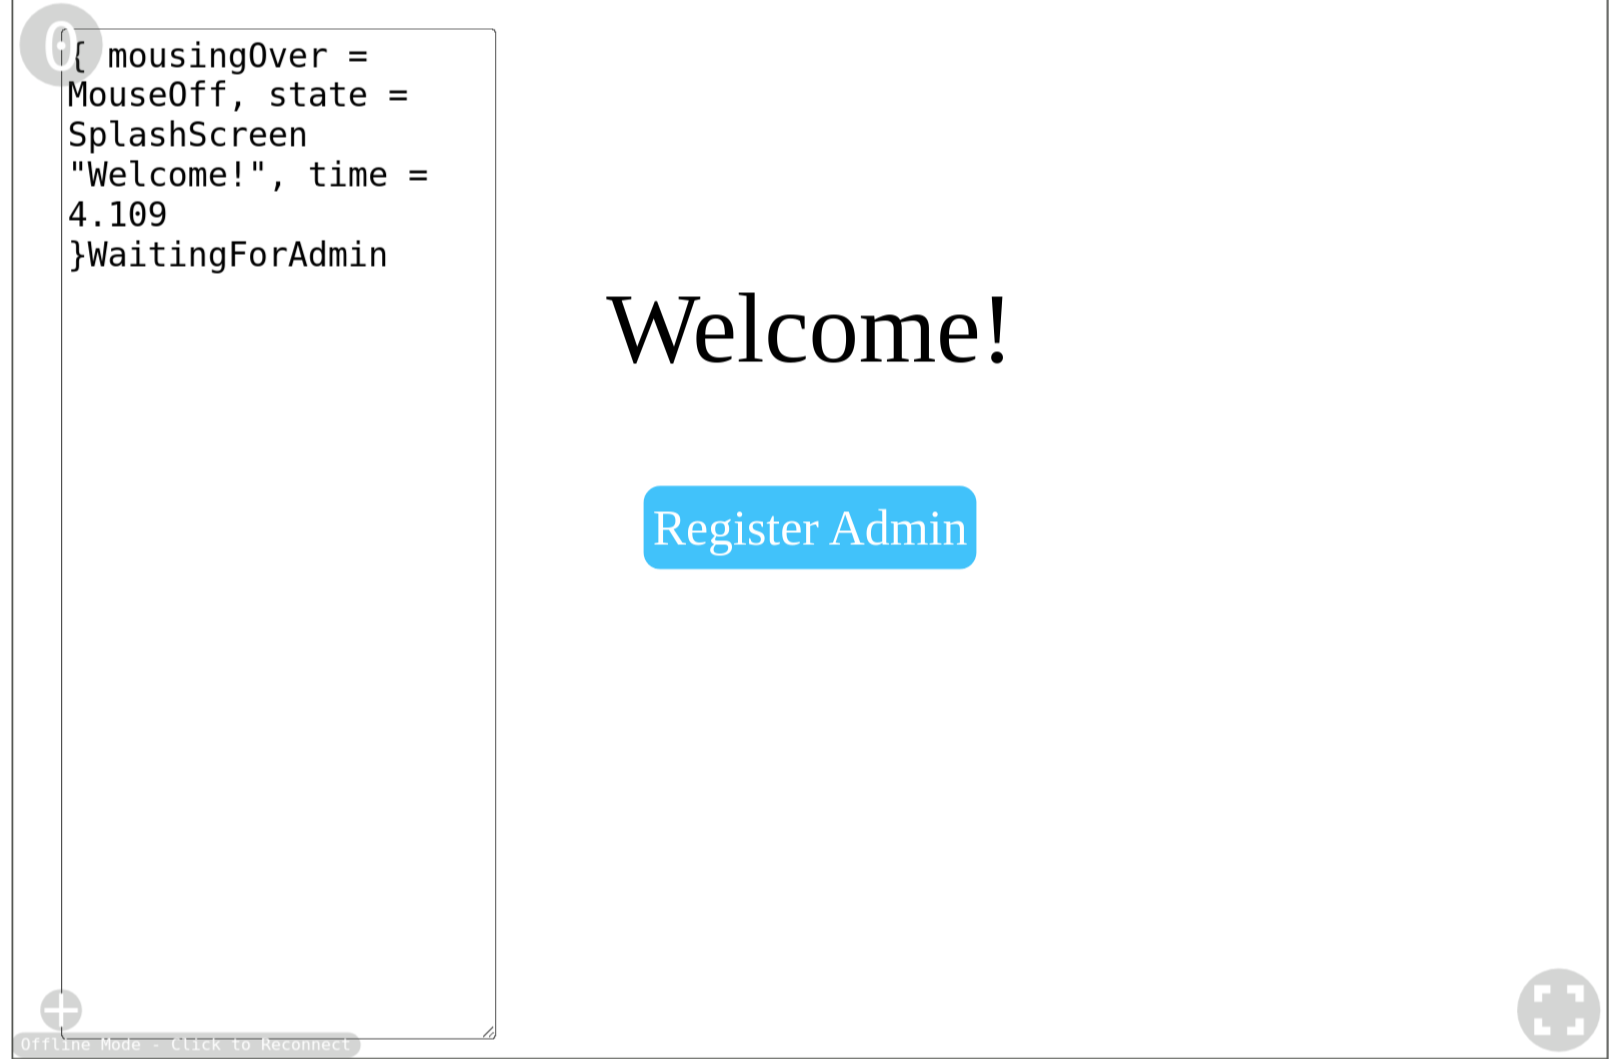 0
{ mousingOver =
MouseOff, state =
SplashScreen
"Welcome!", time =
4.109
}WaitingForAdmin
Welcome!
Register Admin
Offline Mode - Click to Reconnect